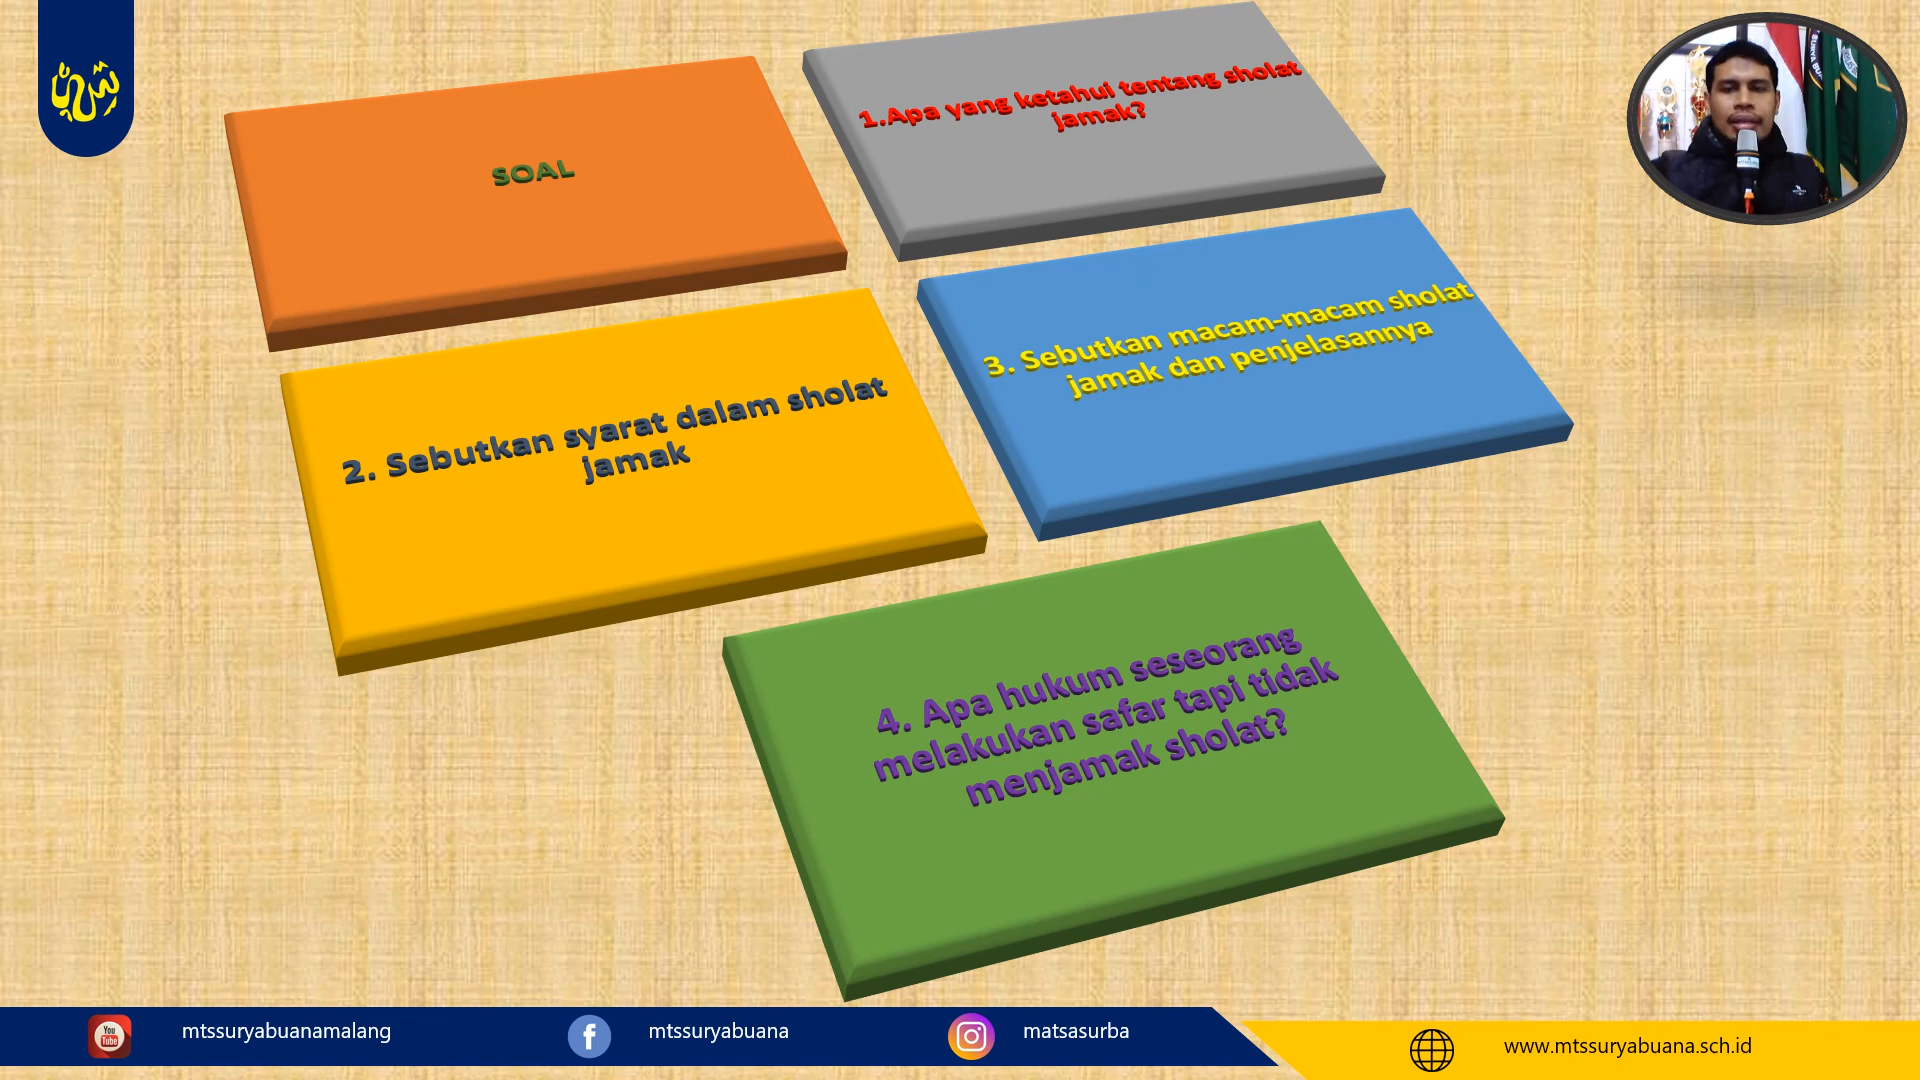 SOAL
1.Apa yang ketahui tentang sholat
jamak?
2. Sebutkan syarat dalam sholat
jamak
3. Sebutkan macam-macam sholat
jamak dan penjelasannya
4. Apa hukum seseorang
melakukan safar tapi tidak
menjamak sholat?
You
Tube
mtssuryabuanamalang
mtssuryabuana
matsasurba
www.mtssuryabuana.sch.id